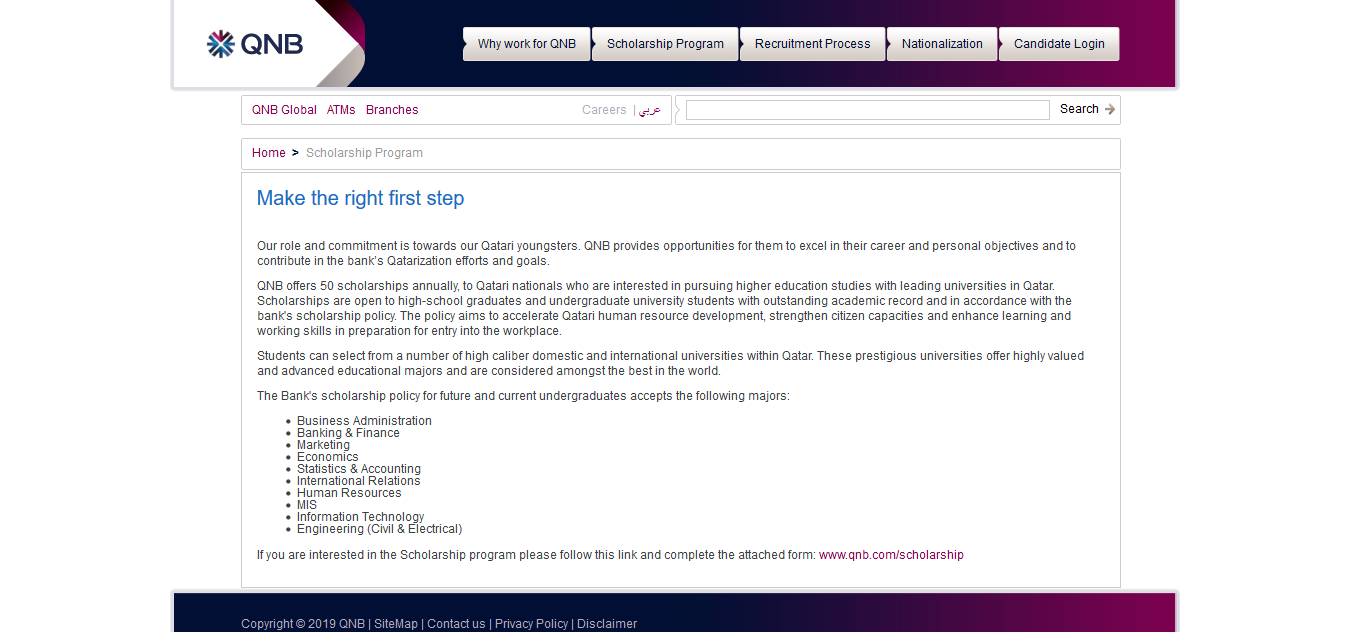 QNB
Why work for QNB
Scholarship Program
Recruitment Process
Nationalization
Candidate Login
QNB Global ATMs Branches
Careers | عربي
Search
Home > Scholarship Program
Make the right first step
Our role and commitment is towards our Qatari youngsters. QNB provides opportunities for them to excel in their career and personal objectives and to
contribute in the bank's Qatarization efforts and goals.
QNB offers 50 scholarships annually, to Qatari nationals who are interested in pursuing higher education studies with leading universities in Qatar.
Scholarships are open to high-school graduates and undergraduate university students with outstanding academic record and in accordance with the
bank's scholarship policy. The policy aims to accelerate Qatari human resource development, strengthen citizen capacities and enhance learning and
working skills in preparation for entry into the workplace.
Students can select from a number of high caliber domestic and international universities within Qatar. These prestigious universities offer highly valued
and advanced educational majors and are considered amongst the best in the world.
The Bank's scholarship policy for future and current undergraduates accepts the following majors:
• Business Administration
• Banking & Finance
• Marketing
• Economics
• Statistics & Accounting
• International Relations
• Human Resources
• MIS
• Information Technology
• Engineering (Civil & Electrical)
If you are interested in the Scholarship program please follow this link and complete the attached form: www.qnb.com/scholarship
Copyright © 2019 QNB | SiteMap | Contact us | Privacy Policy | Disclaimer